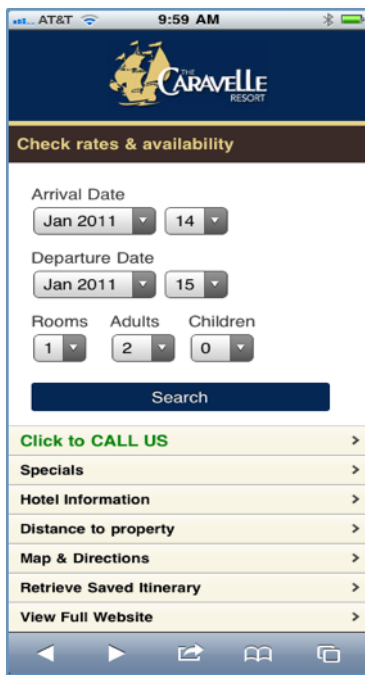 AT&T 9:59 AM
THE
CARAVELLE
RESORT
Check rates & availability
Arrival Date
Jan 2011 14
Departure Date
Jan 2011 15
Rooms Adults Children
1 2 0
Search
Click to CALL US >
Specials >
Hotel Information >
Distance to property >
Map & Directions >
Retrieve Saved Itinerary >
View Full Website >